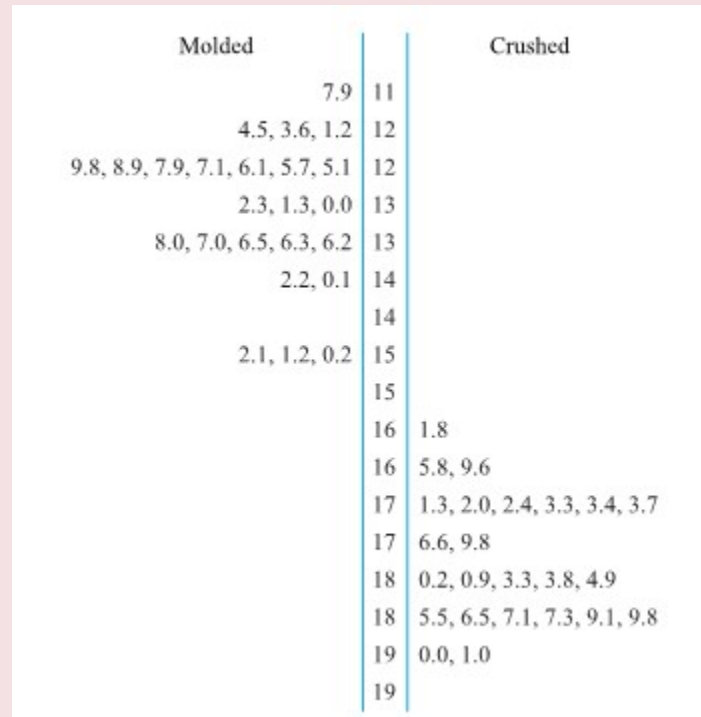 Molded Crushed
7.9 11
4.5, 3.6, 1.2 12
9.8, 8.9, 7.9, 7.1, 6.1, 5.7, 5.1 12
2.3, 1.3, 0.0 13
8.0, 7.0, 6.5, 6.3, 6.2 13
2.2, 0.1 14
14
2.1, 1.2, 0.2 15
15
16 1.8
16 5.8, 9.6
17 1.3, 2.0, 2.4, 3.3, 3.4, 3.7
17 6.6, 9.8
18 0.2, 0.9, 3.3, 3.8, 4.9
18 5.5, 6.5, 7.1, 7.3, 9.1, 9.8
19 0.0, 1.0
19